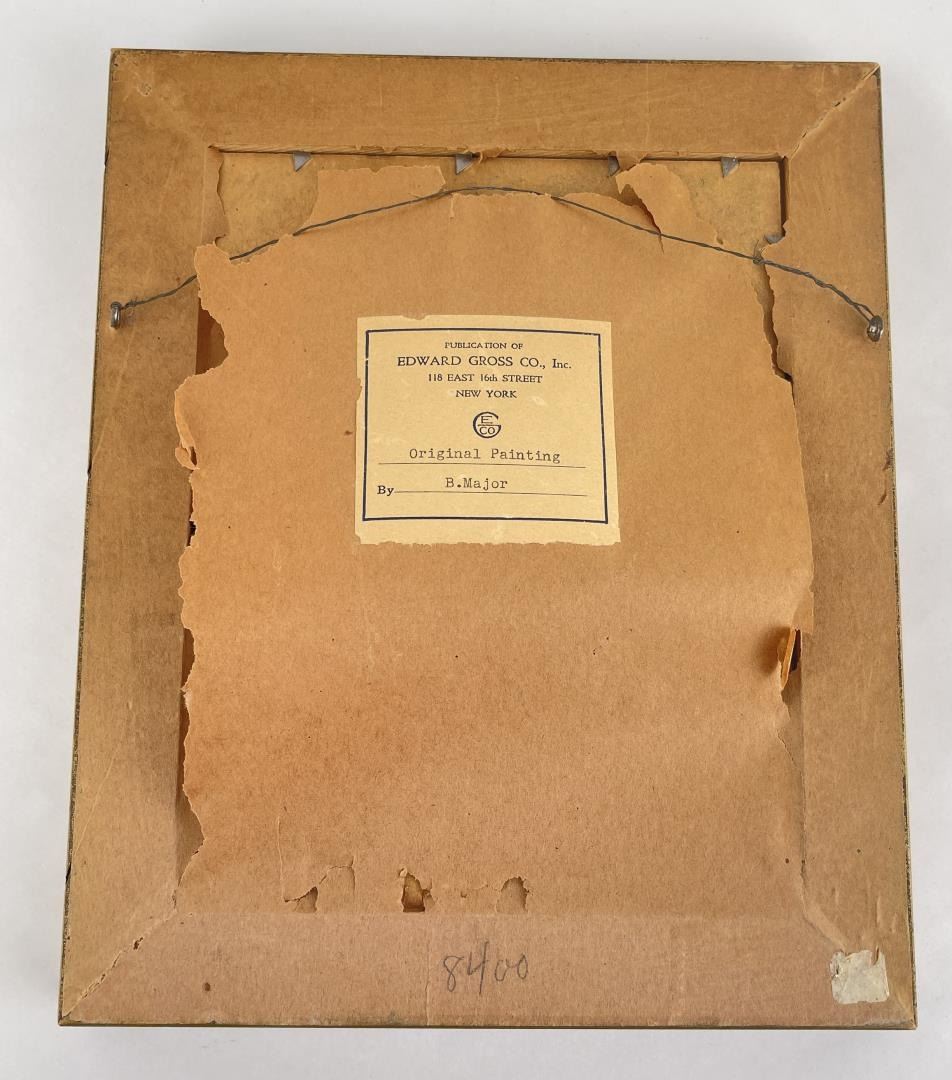 PUBLICATION OF
EDWARD GROSS CO., Inc.
118 EAST 16th STREET
NEW YORK
E
G
CO
Original Painting
By B.Major
8400